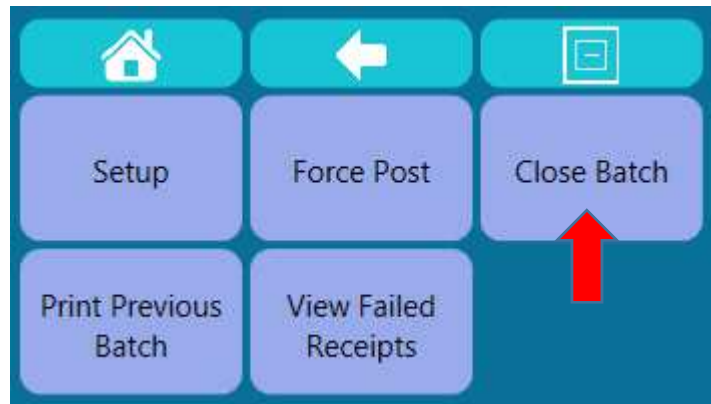 Setup
Force Post
Close Batch
Print Previous
Batch
View Failed
Receipts